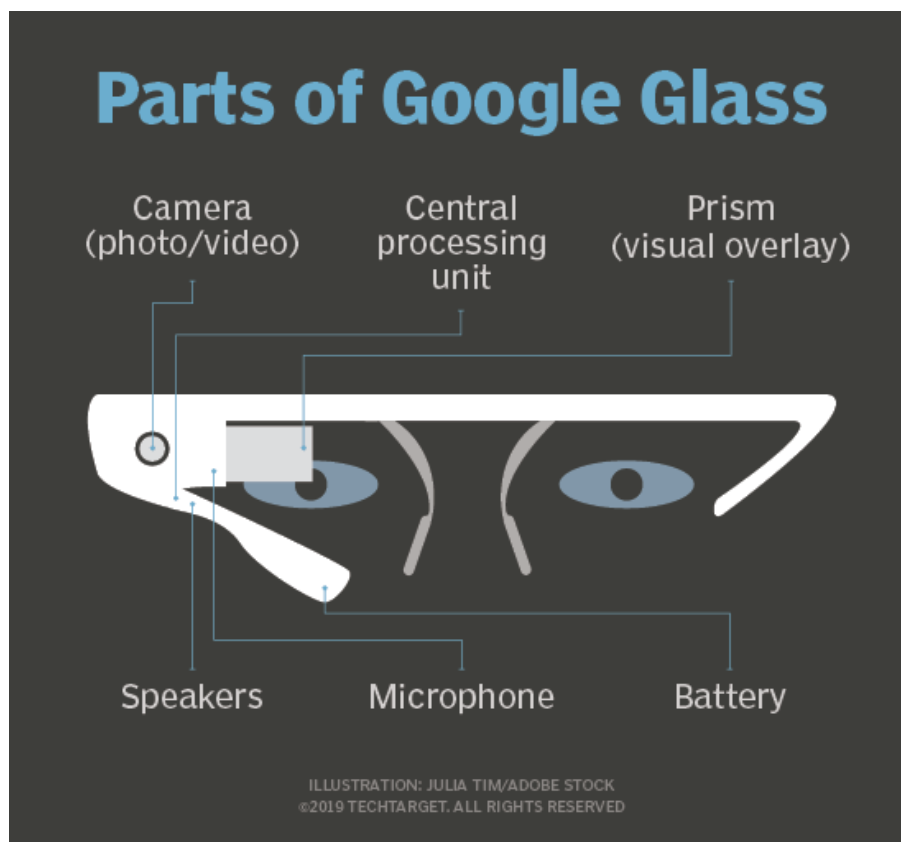 Parts of Google Glass
Camera
(photo/video)
Central
processing
unit
Prism
(visual overlay)
Speakers
Microphone
Battery
ILLUSTRATION: JULIA TIM/ADOBE STOCK
©2019 TECHTARGET. ALL RIGHTS RESERVED